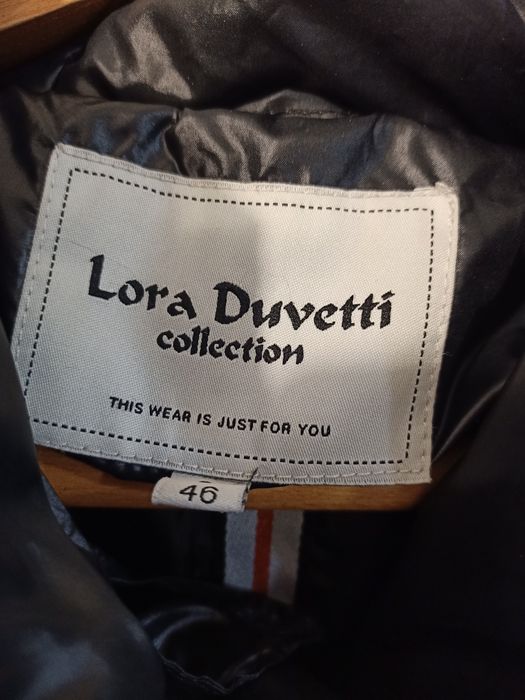 Lora Duvetti
collection
THIS WEAR IS JUST FOR YOU
46